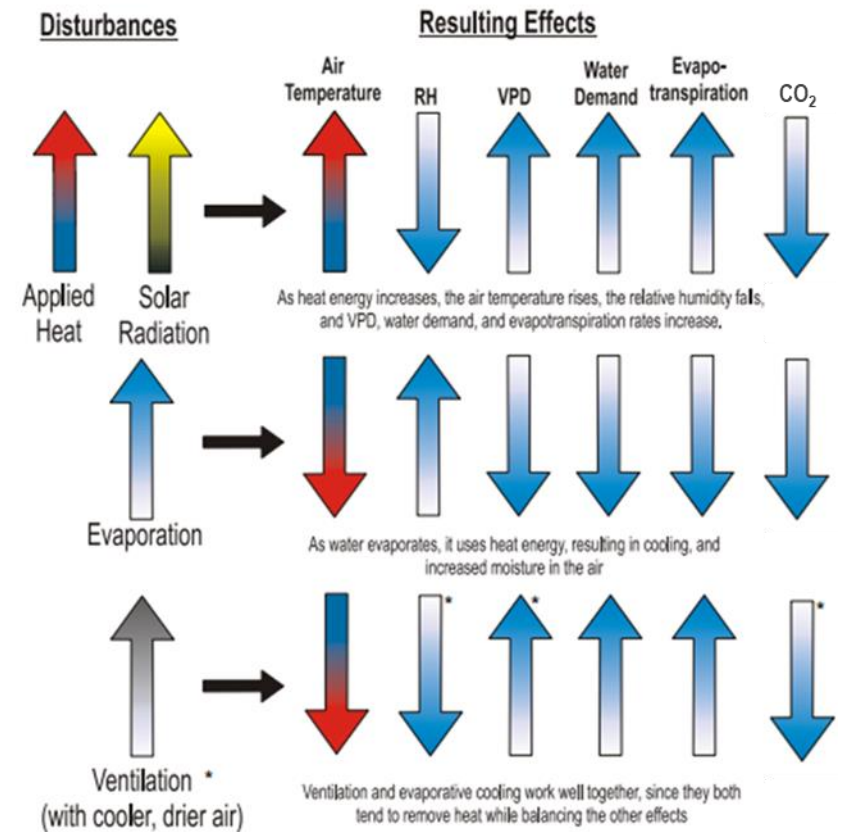 Disturbances
Resulting Effects
Air
Temperature
RH
VPD
Water
Demand
Evapo-
transpiration
CO₂
Applied
Heat
Solar
Radiation
As heat energy increases, the air temperature rises, the relative humidity falls,
and VPD, water demand, and evapotranspiration rates increase.
Evaporation
As water evaporates, it uses heat energy, resulting in cooling, and
increased moisture in the air
*
*
*
Ventilation *
(with cooler, drier air)
Ventilation and evaporative cooling work well together, since they both
tend to remove heat while balancing the other effects